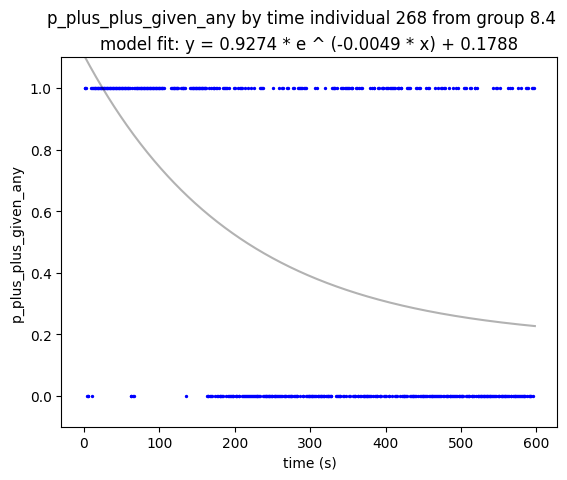 p_plus_plus_given_any by time individual 268 from group 8.4
model fit: y = 0.9274 * e ^ (-0.0049 * x) + 0.1788
1.0
0.8
0.6
0.4
0.2
0.0
p_plus_plus_given_any
0 100 200 300 400 500 600
time (s)